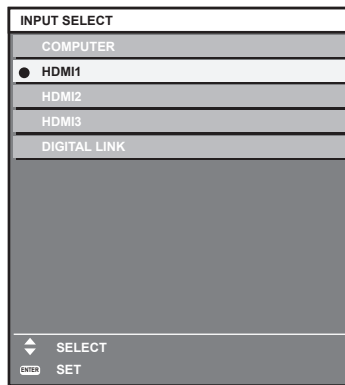 INPUT SELECT
COMPUTER
HDMI1
HDMI2
HDMI3
DIGITAL LINK
SELECT
ENTER SET